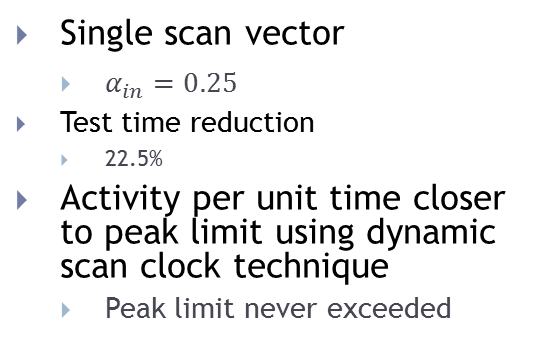 Single scan vector
α_in = 0.25
Test time reduction
22.5%
Activity per unit time closer
to peak limit using dynamic
scan clock technique
Peak limit never exceeded